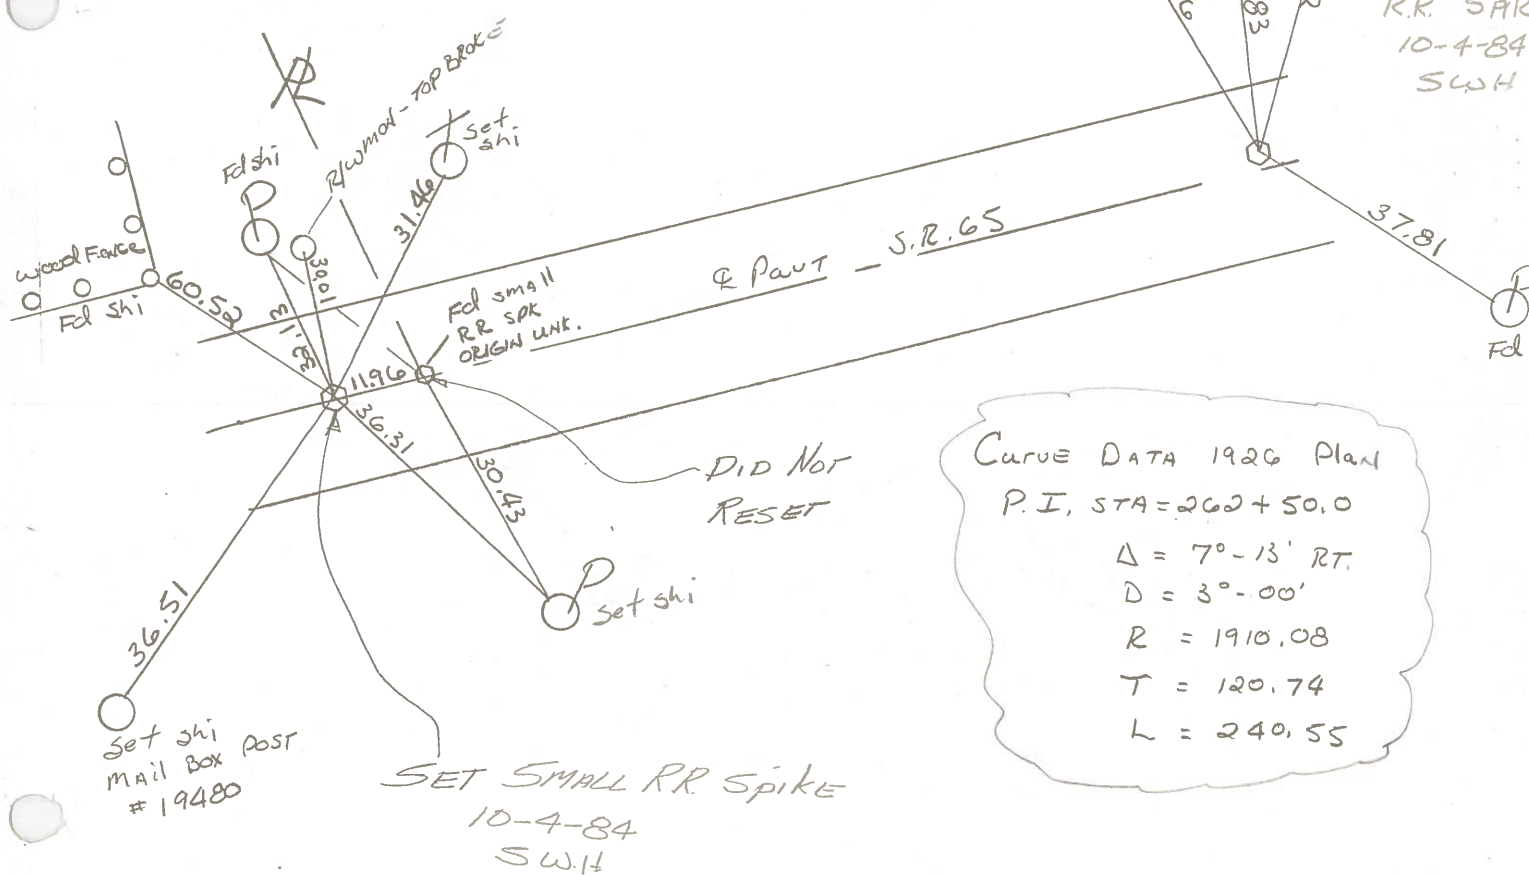 R.R. SPK
10-4-84
SWH
83
6
R/W MON - TOP BROKE
Set
shi
Fd shi
31.46
30.01
Wood Fence
Fd shi
60.52
32.13
Fd small
RR SPK
ORIGIN UNK.
11.96
36.31
30.43
℄ Pavt - S.R. 65
37.81
Fd
DID NOT
RESET
Set shi
36.51
Set shi
MAil Box POST
# 19480
SET SMALL RR. SpikE
10-4-84
SWH
CurvE DATA 1926 PlaN
P.I. STA = 262 + 50.0
Δ = 7°-13' RT.
D = 3°-00'
R = 1910.08
T = 120.74
L = 240.55